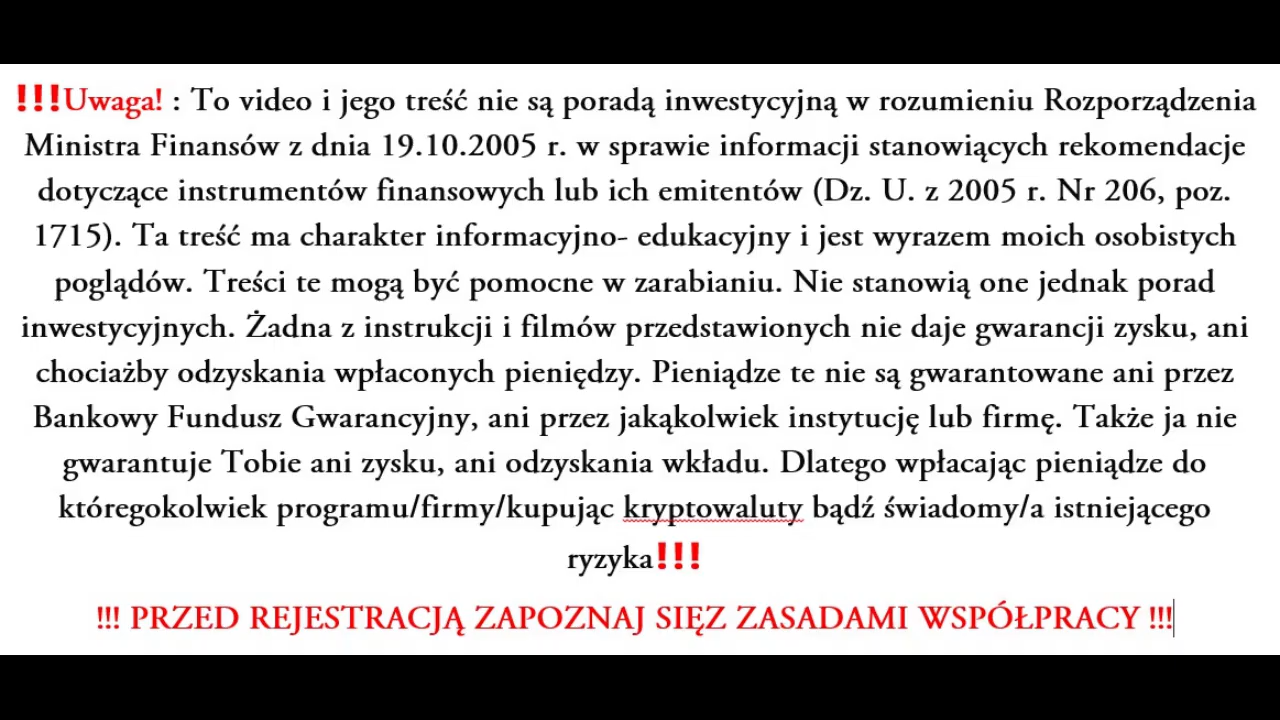 !!!Uwaga! : To video i jego treść nie są poradą inwestycyjną w rozumieniu Rozporządzenia
Ministra Finansów z dnia 19.10.2005 r. w sprawie informacji stanowiących rekomendacje
dotyczące instrumentów finansowych lub ich emitentów (Dz. U. z 2005 r. Nr 206, poz.
1715). Ta treść ma charakter informacyjno- edukacyjny i jest wyrazem moich osobistych
poglądów. Treści te mogą być pomocne w zarabianiu. Nie stanowią one jednak porad
inwestycyjnych. Żadna z instrukcji i filmów przedstawionych nie daje gwarancji zysku, ani
chociażby odzyskania wpłaconych pieniędzy. Pieniądze te nie są gwarantowane ani przez
Bankowy Fundusz Gwarancyjny, ani przez jakąkolwiek instytucję lub firmę. Także ja nie
gwarantuje Tobie ani zysku, ani odzyskania wkładu. Dlatego wpłacając pieniądze do
któregokolwiek programu/firmy/kupując kryptowaluty bądź świadomy/a istniejącego
ryzyka!!!
!!! PRZED REJESTRACJĄ ZAPOZNAJ SIĘZ ZASADAMI WSPÓŁPRACY !!!